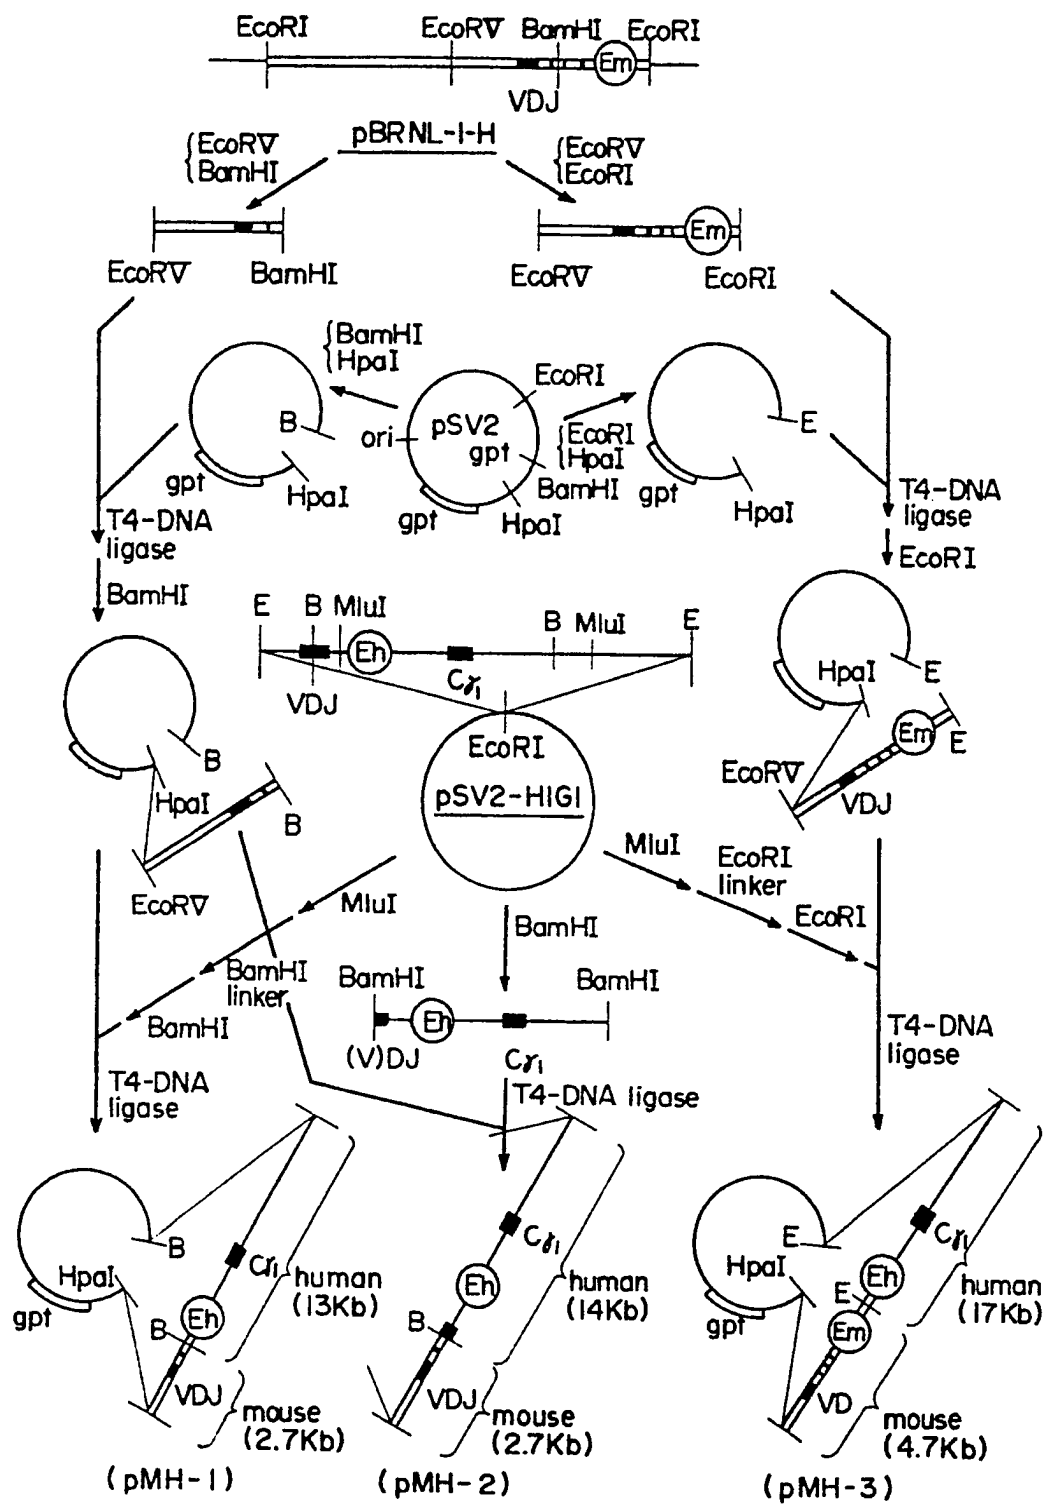 EcoRI EcoRV BamHI EcoRI
Em
VDJ
pBRNL-1-H
EcoRV
BamHI
EcoRV
EcoRI
Em
EcoRV BamHI
EcoRV EcoRI
BamHI
HpaI
EcoRI
pSV2
gpt
ori
B
E
EcoRI
HpaI
BamHI
gpt
HpaI
gpt
HpaI
gpt
HpaI
T4-DNA
ligase
BamHI
T4-DNA
ligase
EcoRI
E B MluI B MluI E
Eh
VDJ
Cγ1
EcoRI
pSV2-HIGI
B
HpaI
B
EcoRV
HpaI
E
Em
E
EcoRV
VDJ
MluI
BamHI
linker
BamHI
T4-DNA
ligase
BamHI
BamHI BamHI
Eh
(V)DJ
Cγ1
T4-DNA ligase
MluI
EcoRI
linker
EcoRI
T4-DNA
ligase
B
HpaI
gpt
Cγ1
Eh
B
VDJ
human
(13Kb)
mouse
(2.7Kb)
(pMH-1)
Cγ1
Eh
B
VDJ
human
(14Kb)
mouse
(2.7Kb)
(pMH-2)
E
HpaI
gpt
Cγ1
Eh
E
Em
VD
human
(17Kb)
mouse
(4.7Kb)
(pMH-3)